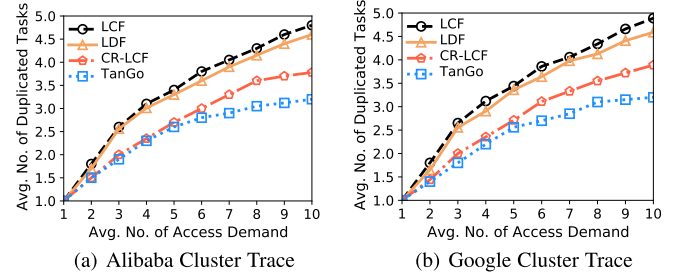 LCF
LDF
CR-LCF
TanGo
5.0
4.5
4.0
3.5
3.0
2.5
2.0
1.5
1.0
Avg. No. of Duplicated Tasks
1 2 3 4 5 6 7 8 9 10
Avg. No. of Access Demand
(a) Alibaba Cluster Trace
LCF
LDF
CR-LCF
TanGo
5.0
4.5
4.0
3.5
3.0
2.5
2.0
1.5
1.0
Avg. No. of Duplicated Tasks
1 2 3 4 5 6 7 8 9 10
Avg. No. of Access Demand
(b) Google Cluster Trace